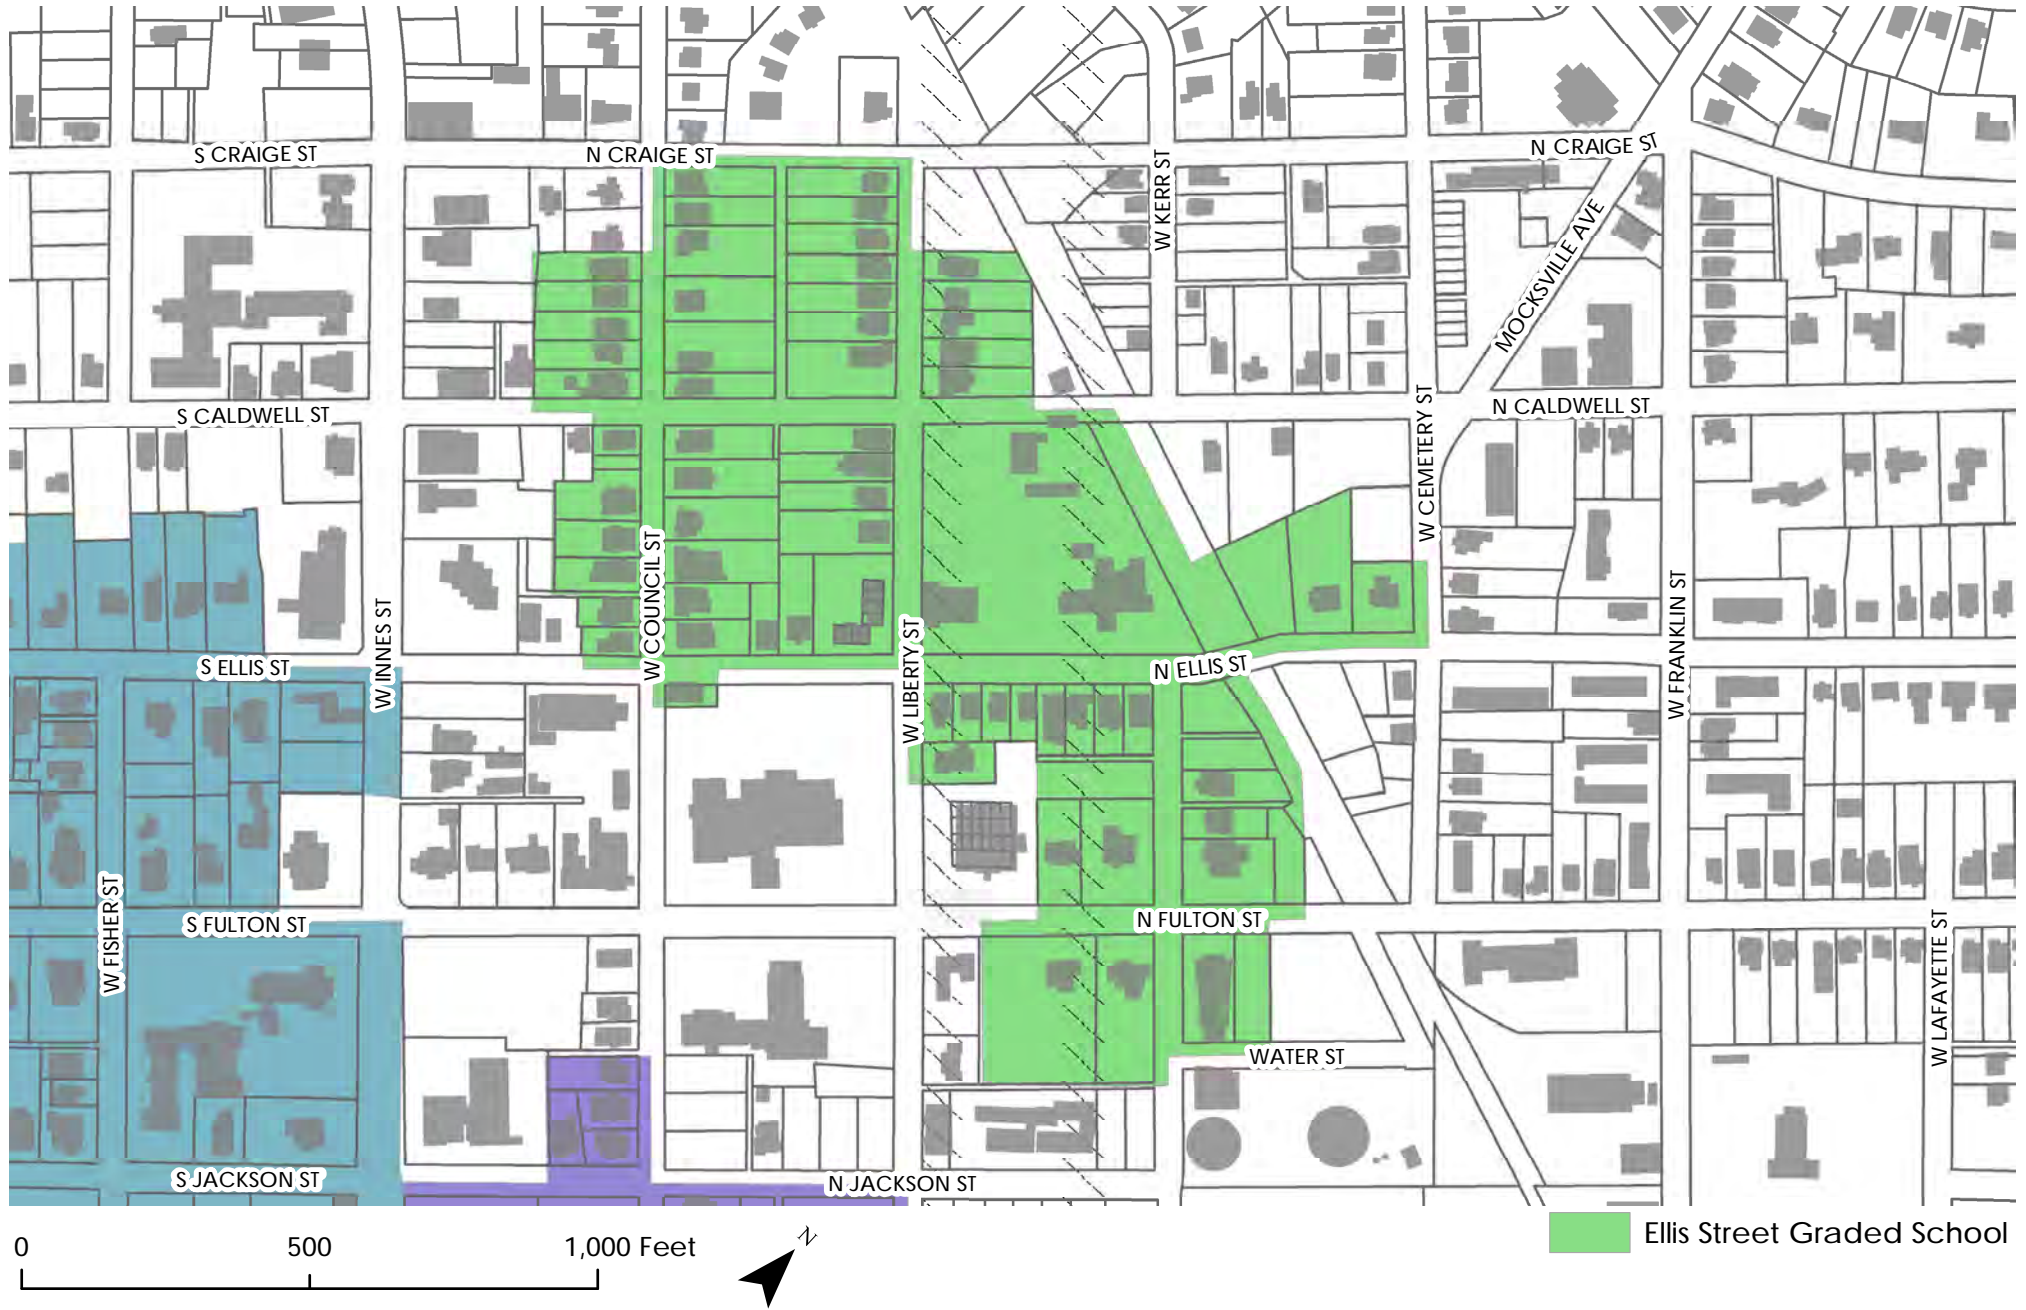 S CRAIGE ST
N CRAIGE ST
N CRAIGE ST
W KERR ST
MOCKSVILLE AVE
S CALDWELL ST
N CALDWELL ST
W CEMETERY ST
W COUNCIL ST
W INNES ST
W LIBERTY ST
W FRANKLIN ST
S ELLIS ST
N ELLIS ST
W FISHER ST
S FULTON ST
N FULTON ST
W LAFAYETTE ST
WATER ST
S JACKSON ST
N JACKSON ST
0 500 1,000 Feet
N
Ellis Street Graded School